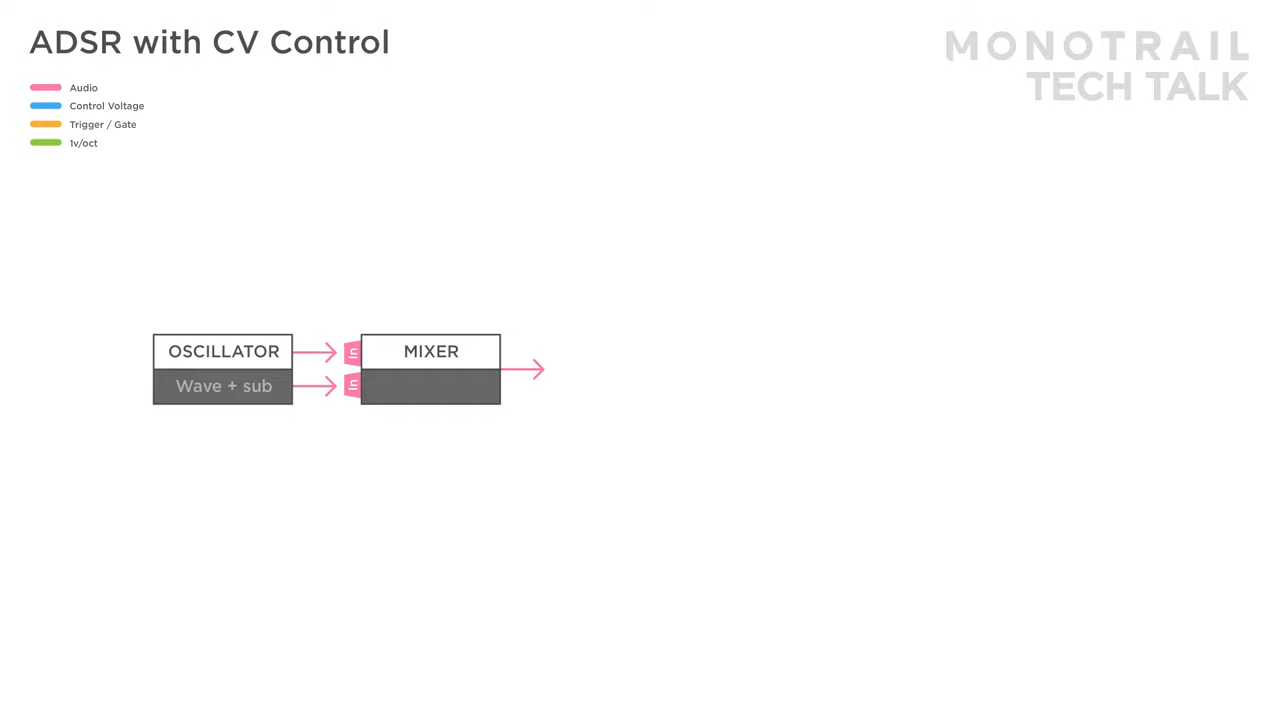 ADSR with CV Control
MONOTRAIL
TECH TALK
Audio
Control Voltage
Trigger / Gate
1v/oct
OSCILLATOR
Wave + sub
In
In
MIXER